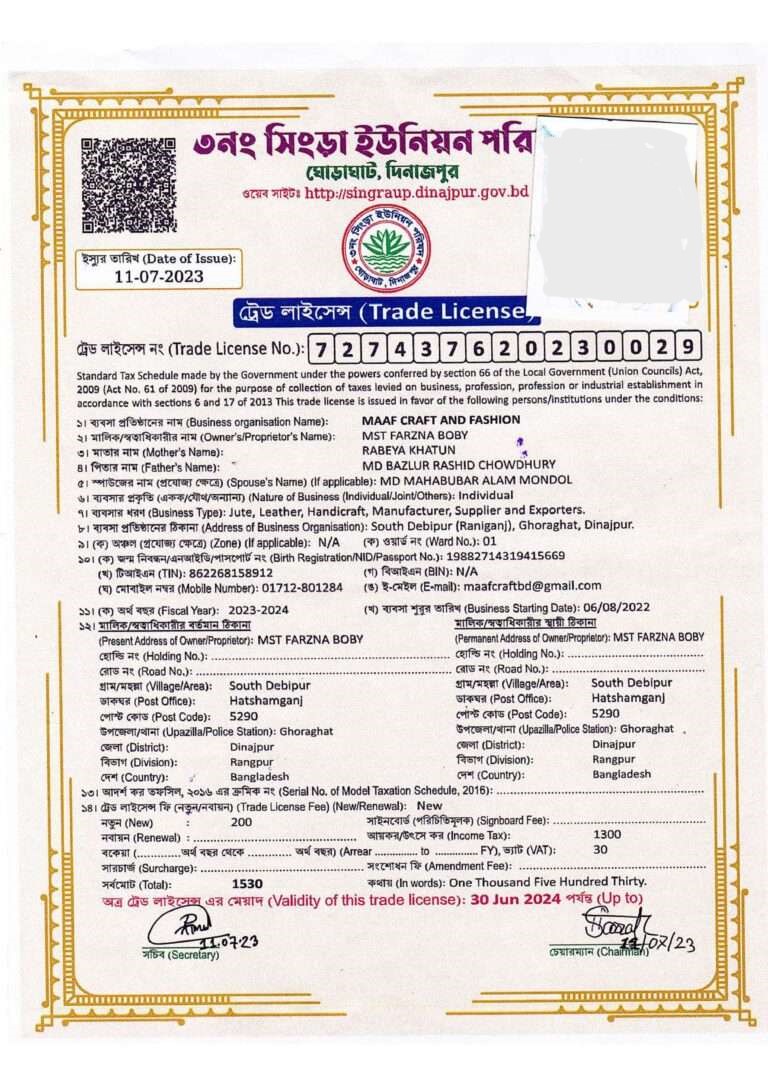 ৩নং সিংড়া ইউনিয়ন পরি
ঘোড়াঘাট, দিনাজপুর
ওয়েব সাইটঃ http://singraup.dinajpur.gov.bd
৩নং সিংড়া ইউনিয়ন পরিষদ
ঘোড়াঘাট, দিনাজপুর
ইস্যুর তারিখ (Date of Issue):
11-07-2023
ট্রেড লাইসেন্স (Trade License)
ট্রেড লাইসেন্স নং (Trade License No.): 7 2 7 4 3 7 6 2 0 2 3 0 0 2 9
Standard Tax Schedule made by the Government under the powers conferred by section 66 of the Local Government (Union Councils) Act,
2009 (Act No. 61 of 2009) for the purpose of collection of taxes levied on business, profession, profession or industrial establishment in
accordance with sections 6 and 17 of 2013 This trade license is issued in favor of the following persons/institutions under the conditions:
১। ব্যবসা প্রতিষ্ঠানের নাম (Business organisation Name): MAAF CRAFT AND FASHION
২। মালিক/স্বত্বাধিকারীর নাম (Owner's/Proprietor's Name): MST FARZNA BOBY
৩। মাতার নাম (Mother's Name): RABEYA KHATUN
৪। পিতার নাম (Father's Name): MD BAZLUR RASHID CHOWDHURY
৫। স্পাউজের নাম (প্রযোজ্য ক্ষেত্রে) (Spouse's Name) (If applicable): MD MAHABUBAR ALAM MONDOL
৬। ব্যবসার প্রকৃতি (একক/যৌথ/অন্যান্য) (Nature of Business (Individual/Joint/Others): Individual
৭। ব্যবসার ধরণ (Business Type): Jute, Leather, Handicraft, Manufacturer, Supplier and Exporters.
৮। ব্যবসা প্রতিষ্ঠানের ঠিকানা (Address of Business Organisation): South Debipur (Raniganj), Ghoraghat, Dinajpur.
৯। (ক) অঞ্চল (প্রযোজ্য ক্ষেত্রে) (Zone) (If applicable): N/A (ক) ওয়ার্ড নং (Ward No.): 01
১০। (ক) জন্ম নিবন্ধন/এনআইডি/পাসপোর্ট নং (Birth Registration/NID/Passport No.): 19882714319415669
(খ) টিআইএন (TIN): 862268158912 (গ) বিআইএন (BIN): N/A
(ঘ) মোবাইল নম্বর (Mobile Number): 01712-801284 (ঙ) ই-মেইল (E-mail): maafcraftbd@gmail.com
১১। (ক) অর্থ বছর (Fiscal Year): 2023-2024 (খ) ব্যবসা শুরুর তারিখ (Business Starting Date): 06/08/2022
১২। মালিক/স্বত্বাধিকারীর বর্তমান ঠিকানা
(Present Address of Owner/Proprietor): MST FARZNA BOBY
হোল্ডিং নং (Holding No.):
রোড নং (Road No.):
গ্রাম/মহল্লা (Village/Area): South Debipur
ডাকঘর (Post Office): Hatshamganj
পোস্ট কোড (Post Code): 5290
উপজেলা/থানা (Upazilla/Police Station): Ghoraghat
জেলা (District): Dinajpur
বিভাগ (Division): Rangpur
দেশ (Country): Bangladesh
মালিক/স্বত্বাধিকারীর স্থায়ী ঠিকানা
(Permanent Address of Owner/Proprietor): MST FARZNA BOBY
হোল্ডিং নং (Holding No.):
রোড নং (Road No.):
গ্রাম/মহল্লা (Village/Area): South Debipur
ডাকঘর (Post Office): Hatshamganj
পোস্ট কোড (Post Code): 5290
উপজেলা/থানা (Upazilla/Police Station): Ghoraghat
জেলা (District): Dinajpur
বিভাগ (Division): Rangpur
দেশ (Country): Bangladesh
১৩। আদর্শ কর তফসিল, ২০১৬ এর ক্রমিক নং (Serial No. of Model Taxation Schedule, 2016):
১৪। ট্রেড লাইসেন্স ফি (নতুন/নবায়ন) (Trade License Fee) (New/Renewal): New
নতুন (New) : 200 সাইনবোর্ড (পরিচিতিমূলক) (Signboard Fee):
নবায়ন (Renewal) : আয়কর/উৎসে কর (Income Tax): 1300
বকেয়া (............অর্থ বছর থেকে ............ অর্থ বছর) (Arrear ............ to ............ FY), ভ্যাট (VAT): 30
সারচার্জ (Surcharge): সংশোধন ফি (Amendment Fee):
সর্বমোট (Total): 1530 কথায় (In words): One Thousand Five Hundred Thirty.
অত্র ট্রেড লাইসেন্স এর মেয়াদ (Validity of this trade license): 30 Jun 2024 পর্যন্ত (Up to)
11.07.23
সচিব (Secretary)
11/07/23
চেয়ারম্যান (Chairman)